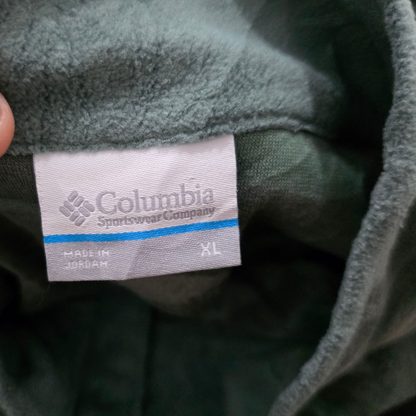 Columbia
Sportswear Company
MADE IN
JORDAN
XL